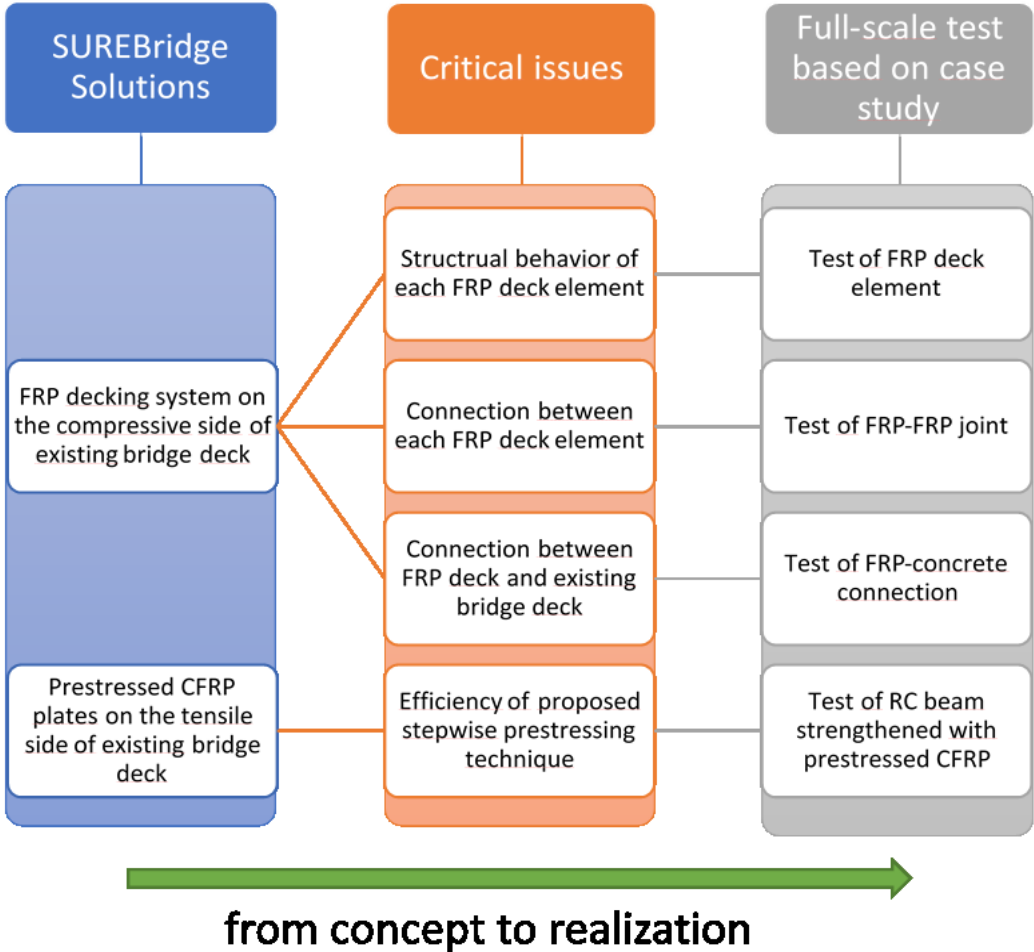 SUREBridge
Solutions
Critical issues
Full-scale test
based on case
study
FRP decking system on
the compressive side of
existing bridge deck
Prestressed CFRP
plates on the tensile
side of existing bridge
deck
Structrual behavior of
each FRP deck element
Connection between
each FRP deck element
Connection between
FRP deck and existing
bridge deck
Efficiency of proposed
stepwise prestressing
technique
Test of FRP deck
element
Test of FRP-FRP joint
Test of FRP-concrete
connection
Test of RC beam
strengthened with
prestressed CFRP
from concept to realization